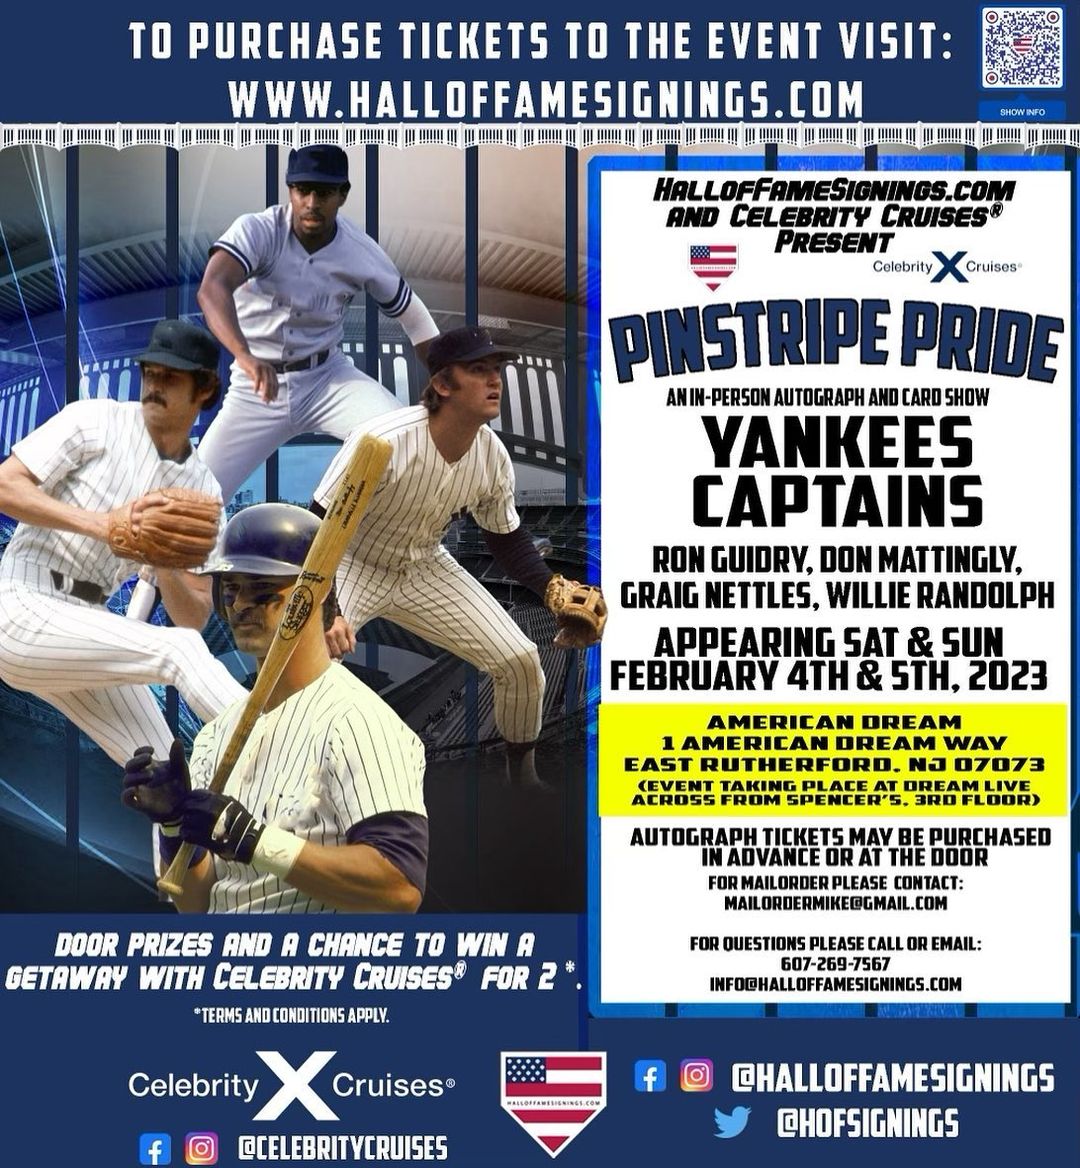 TO PURCHASE TICKETS TO THE EVENT VISIT:
WWW.HALLOFFAMESIGNINGS.COM
SHOW INFO
HALLOFFAMESIGNINGS.COM
AND CELEBRITY CRUISES®
PRESENT
Celebrity X Cruises®
PINSTRIPE PRIDE
AN IN-PERSON AUTOGRAPH AND CARD SHOW
YANKEES
CAPTAINS
RON GUIDRY, DON MATTINGLY,
GRAIG NETTLES, WILLIE RANDOLPH
APPEARING SAT & SUN
FEBRUARY 4TH & 5TH, 2023
AMERICAN DREAM
1 AMERICAN DREAM WAY
EAST RUTHERFORD, NJ 07073
(EVENT TAKING PLACE AT DREAM LIVE
ACROSS FROM SPENCER'S, 3RD FLOOR)
AUTOGRAPH TICKETS MAY BE PURCHASED
IN ADVANCE OR AT THE DOOR
FOR MAILORDER PLEASE CONTACT:
MAILORDERMIKE@GMAIL.COM
FOR QUESTIONS PLEASE CALL OR EMAIL:
607-269-7567
INFO@HALLOFFAMESIGNINGS.COM
DOOR PRIZES AND A CHANCE TO WIN A
GETAWAY WITH CELEBRITY CRUISES® FOR 2 *.
*TERMS AND CONDITIONS APPLY.
Celebrity X Cruises®
@CELEBRITYCRUISES
HALLOFFAMESIGNINGS.COM
@HALLOFFAMESIGNINGS
@HOFSIGNINGS